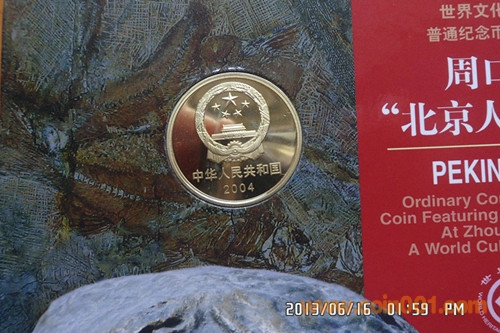 世界文化
普通纪念币
周口
“北京人
PEKIN
Ordinary Co
Coin Featuring
At Zhou
A World Cu
中华人民共和国
2004
2013/06/16 01:59 PM